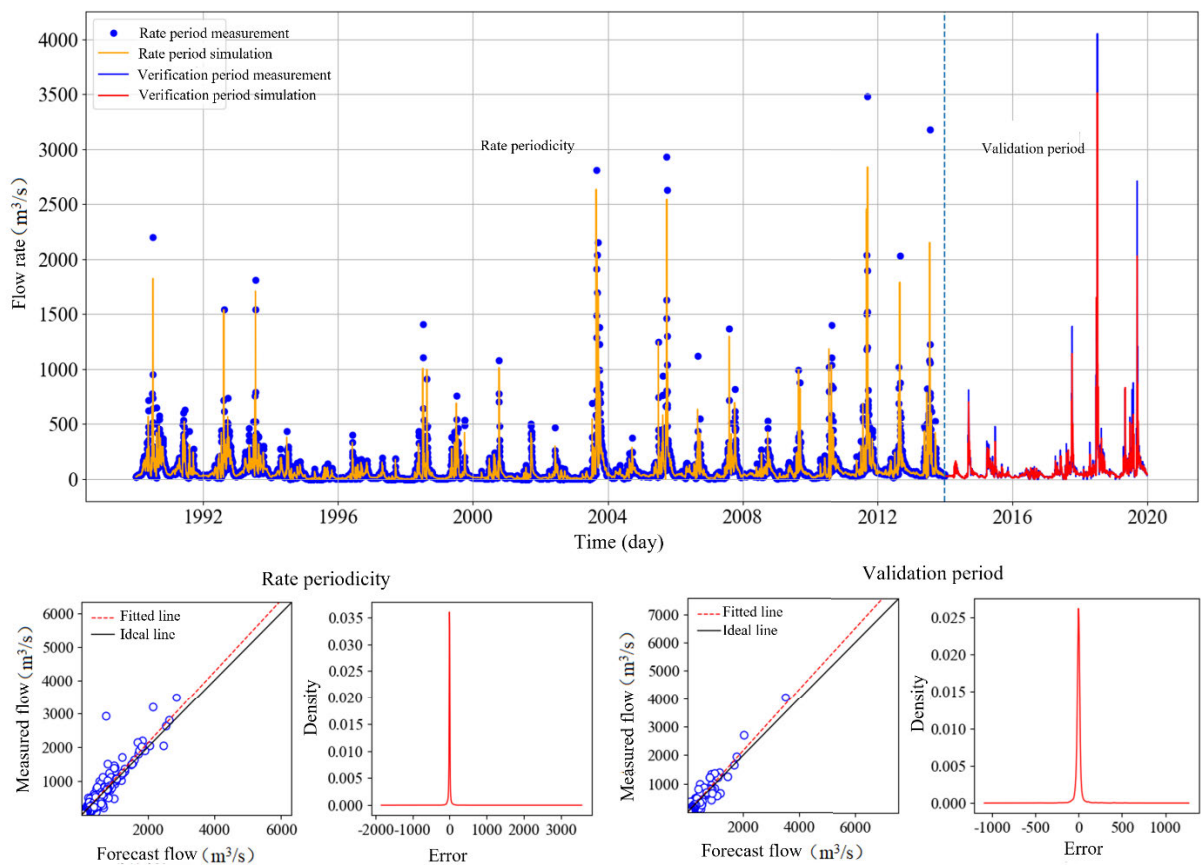 Rate period measurement
Rate period simulation
Verification period measurement
Verification period simulation
Rate periodicity
Validation period
Flow rate (m³/s)
4000
3500
3000
2500
2000
1500
1000
500
0
1992
1996
2000
2004
2008
2012
2016
2020
Time (day)
Rate periodicity
Measured flow (m³/s)
6000
5000
4000
3000
2000
1000
Fitted line
Ideal line
2000
4000
6000
Forecast flow (m³/s)
Density
0.035
0.030
0.025
0.020
0.015
0.010
0.005
0.000
-2000
-1000
0
1000
2000
3000
Error
Validation period
Measured flow (m³/s)
7000
6000
5000
4000
3000
2000
1000
Fitted line
Ideal line
2000
4000
6000
Forecast flow (m³/s)
Density
0.025
0.020
0.015
0.010
0.005
0.000
-1000
-500
0
500
1000
Error